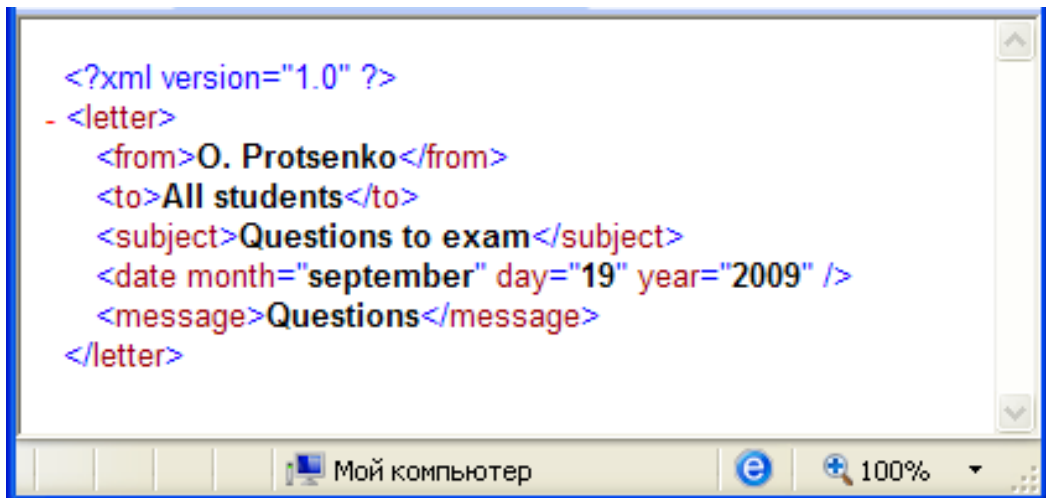 <?xml version="1.0" ?>
- <letter>
<from>O. Protsenko</from>
<to>All students</to>
<subject>Questions to exam</subject>
<date month="september" day="19" year="2009" />
<message>Questions</message>
</letter>
Мой компьютер 100%